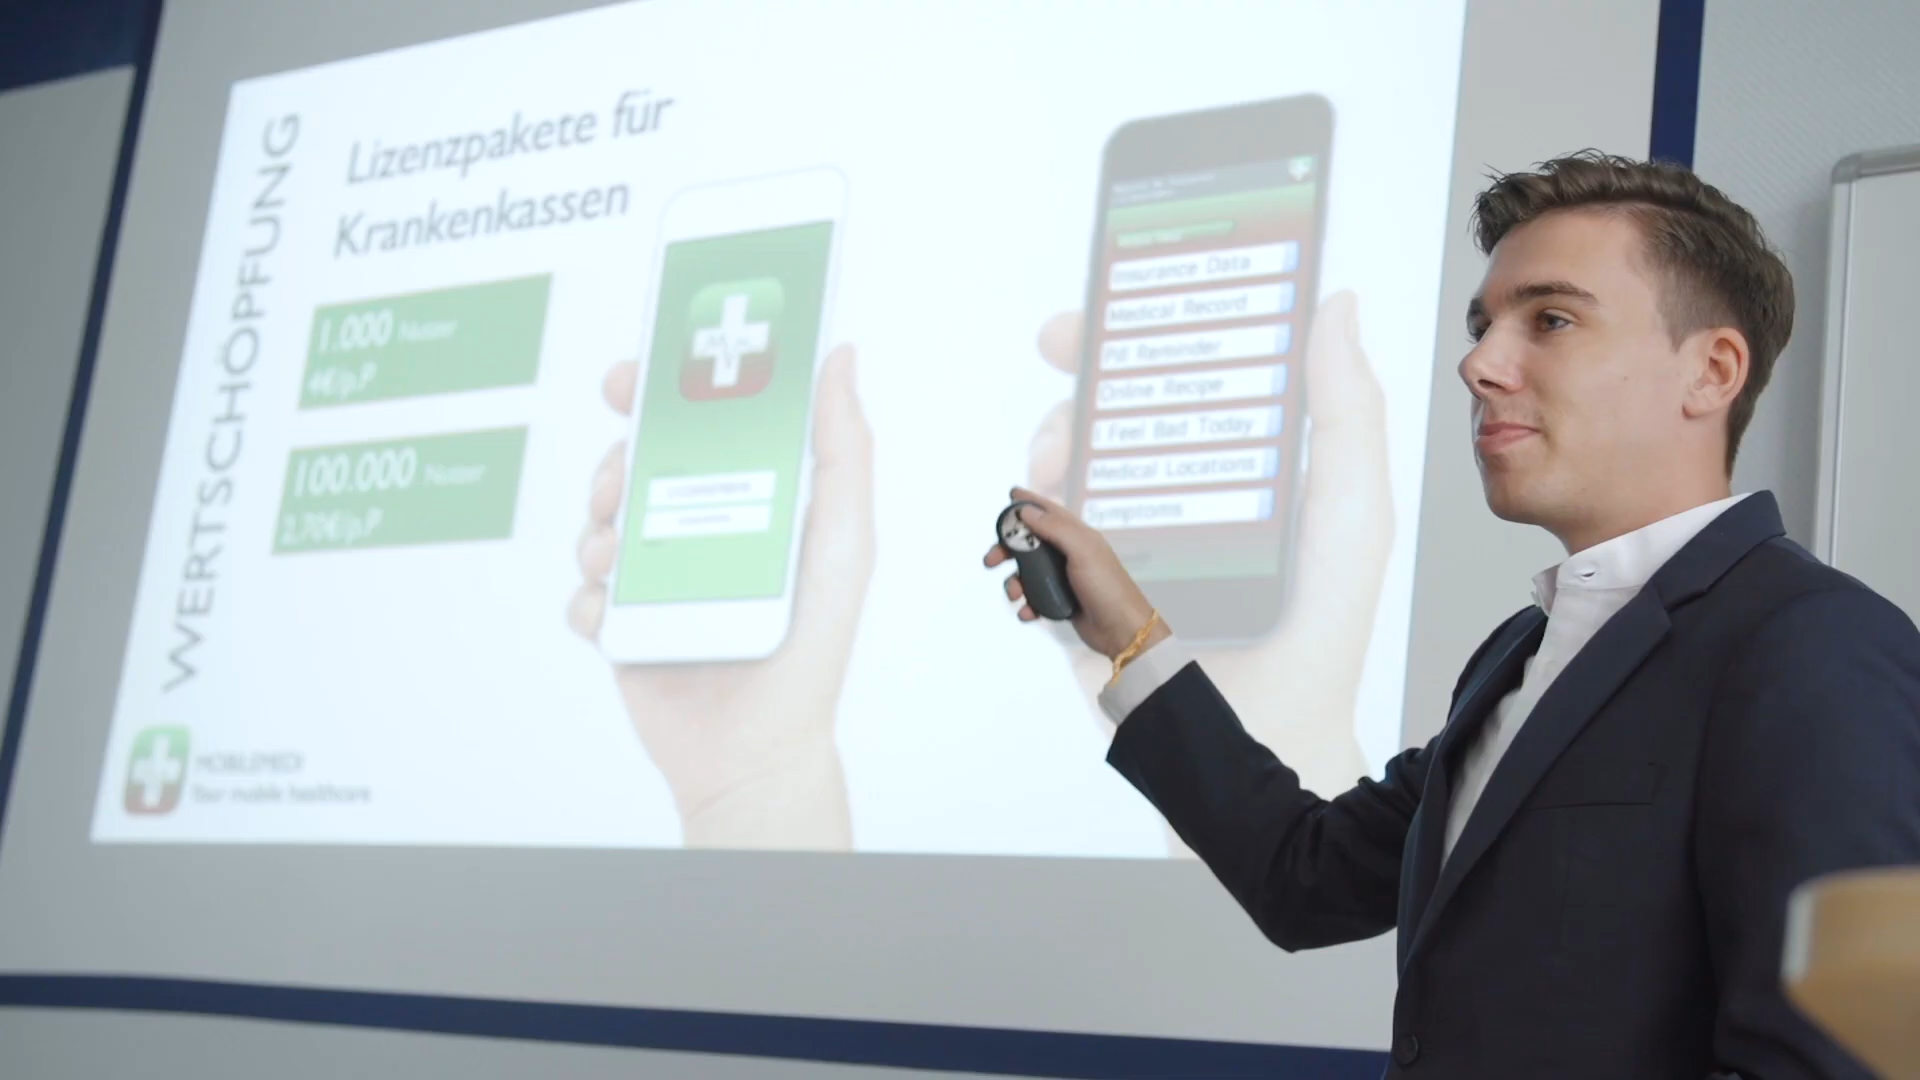 WERTSCHÖPFUNG
Lizenzpakete für
Krankenkassen
1.000 Nutzer
4€/p.P
100.000 Nutzer
2,70€/p.P
Insurance Data
Medical Record
Pill Reminder
Online Recipe
I Feel Bad Today
Medical Locations
Symptoms
MOBILEMED!
Your mobile healthcare